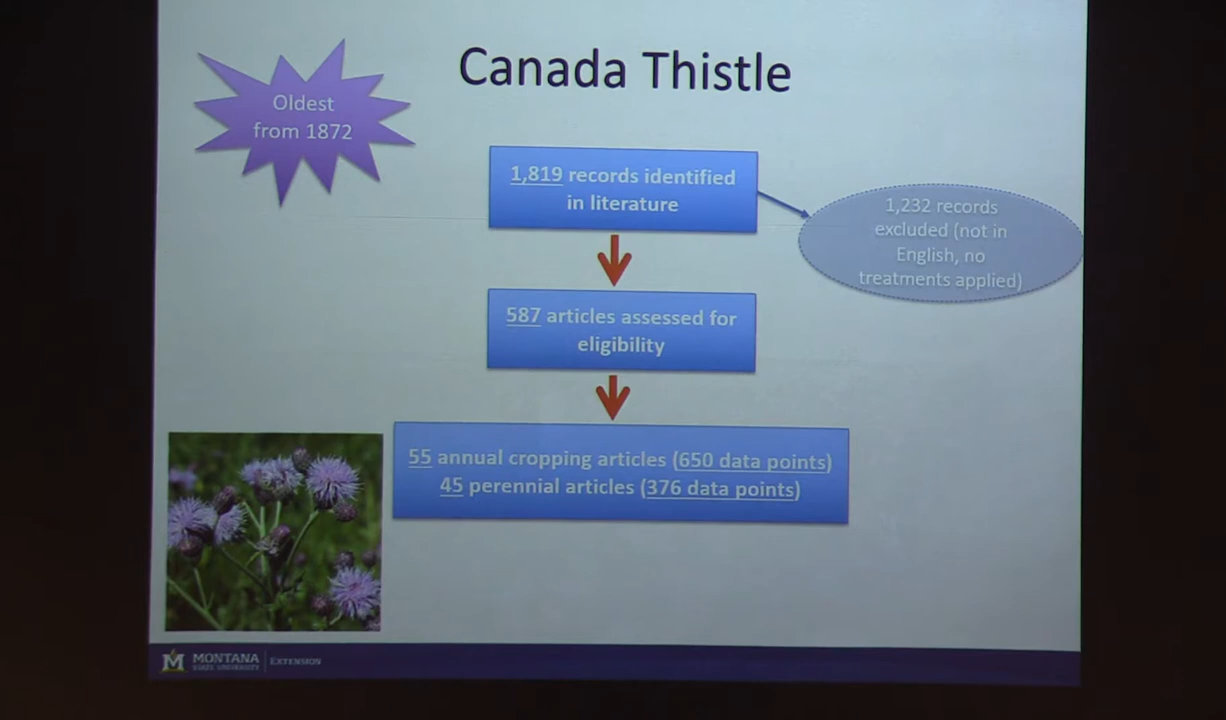 Canada Thistle
Oldest
from 1872
1,819 records identified
in literature
1,232 records
excluded (not in
English, no
treatments applied)
587 articles assessed for
eligibility
55 annual cropping articles (650 data points)
45 perennial articles (376 data points)
MONTANA
STATE UNIVERSITY
EXTENSION